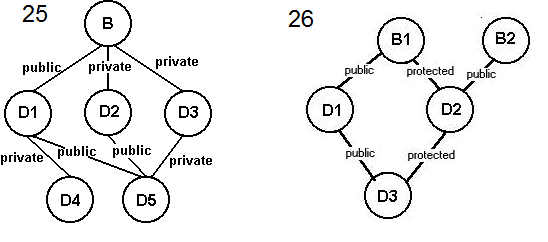 25
B
public
private
private
D1
D2
D3
private
public
public
private
D4
D5
26
B1
B2
public
protected
public
D1
D2
public
protected
D3